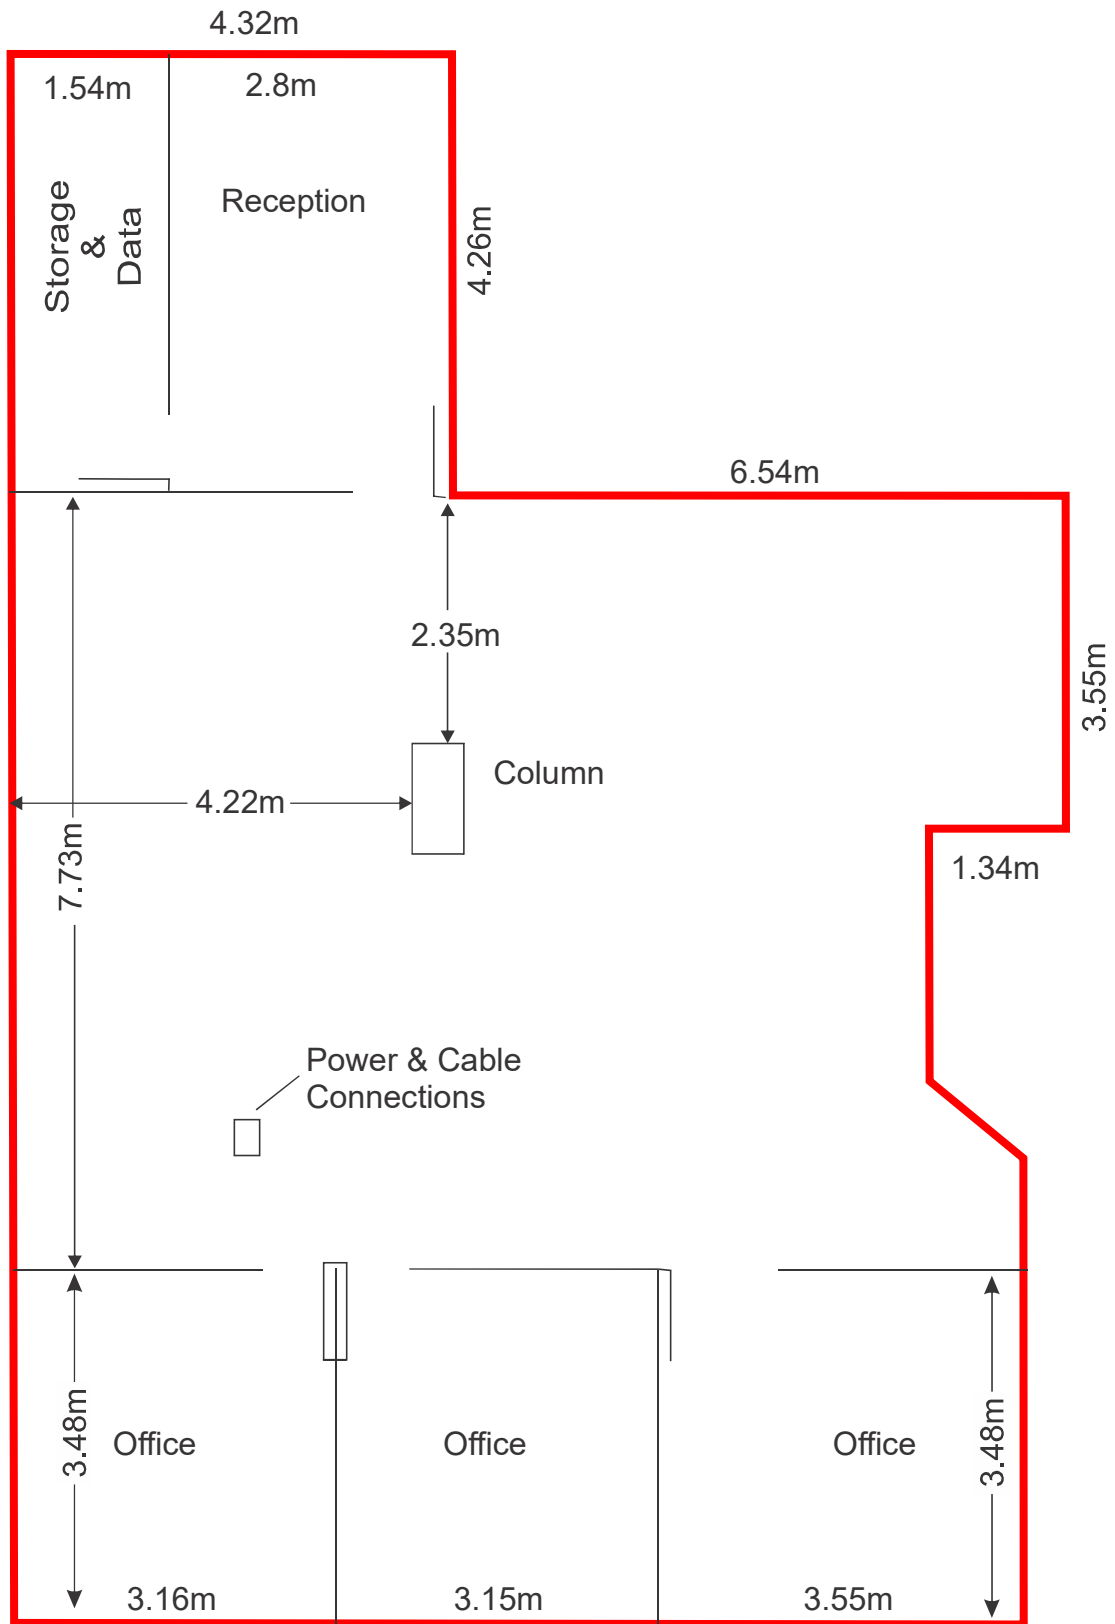 4.32m
1.54m
2.8m
Storage
&
Data
Reception
4.26m
6.54m
2.35m
3.55m
Column
4.22m
7.73m
1.34m
Power & Cable
Connections
3.48m
Office
Office
Office
3.48m
3.16m
3.15m
3.55m